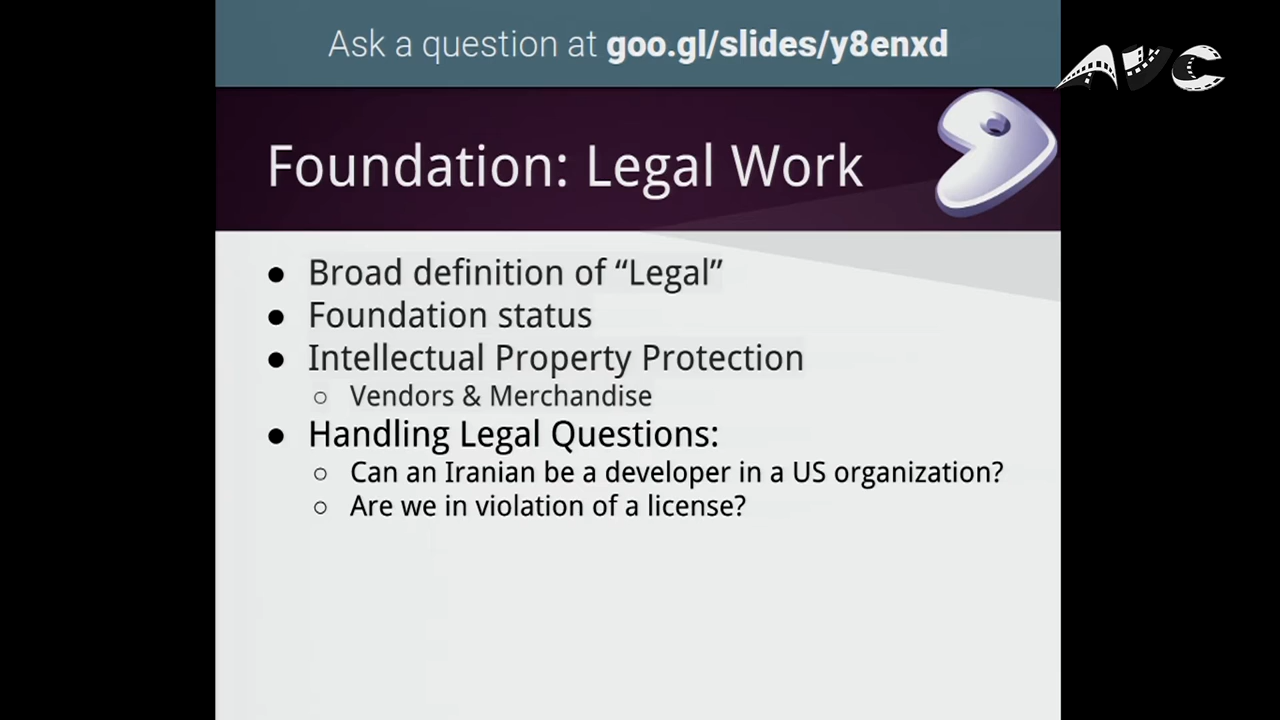 Ask a question at goo.gl/slides/y8enxd
AVC
Foundation: Legal Work
● Broad definition of “Legal”
● Foundation status
● Intellectual Property Protection
○ Vendors & Merchandise
● Handling Legal Questions:
○ Can an Iranian be a developer in a US organization?
○ Are we in violation of a license?